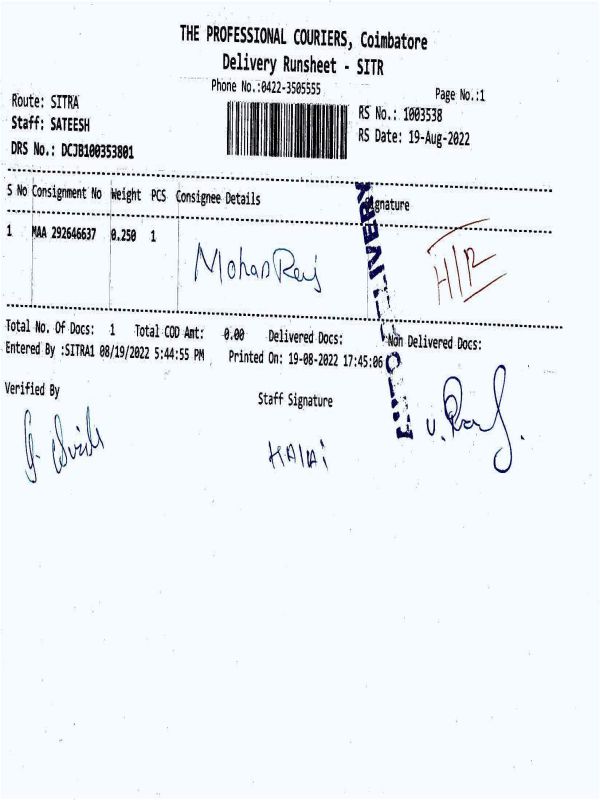 THE PROFESSIONAL COURIERS, Coimbatore
Delivery Runsheet - SITR
Phone No.:0422-3505555
Page No.:1
Route: SITRA
RS No.: 1003538
Staff: SATEESH
RS Date: 19-Aug-2022
DRS No.: DCJB100353801
S No Consignment No Weight PCS Consignee Details Signature
1 MAA 292646637 0.250 1 Mohan Raj H/R
Total No. Of Docs: 1 Total COD Amt: 0.00 Delivered Docs: Non Delivered Docs:
Entered By :SITRA1 08/19/2022 5:44:55 PM Printed On: 19-08-2022 17:45:06
Verified By
Staff Signature